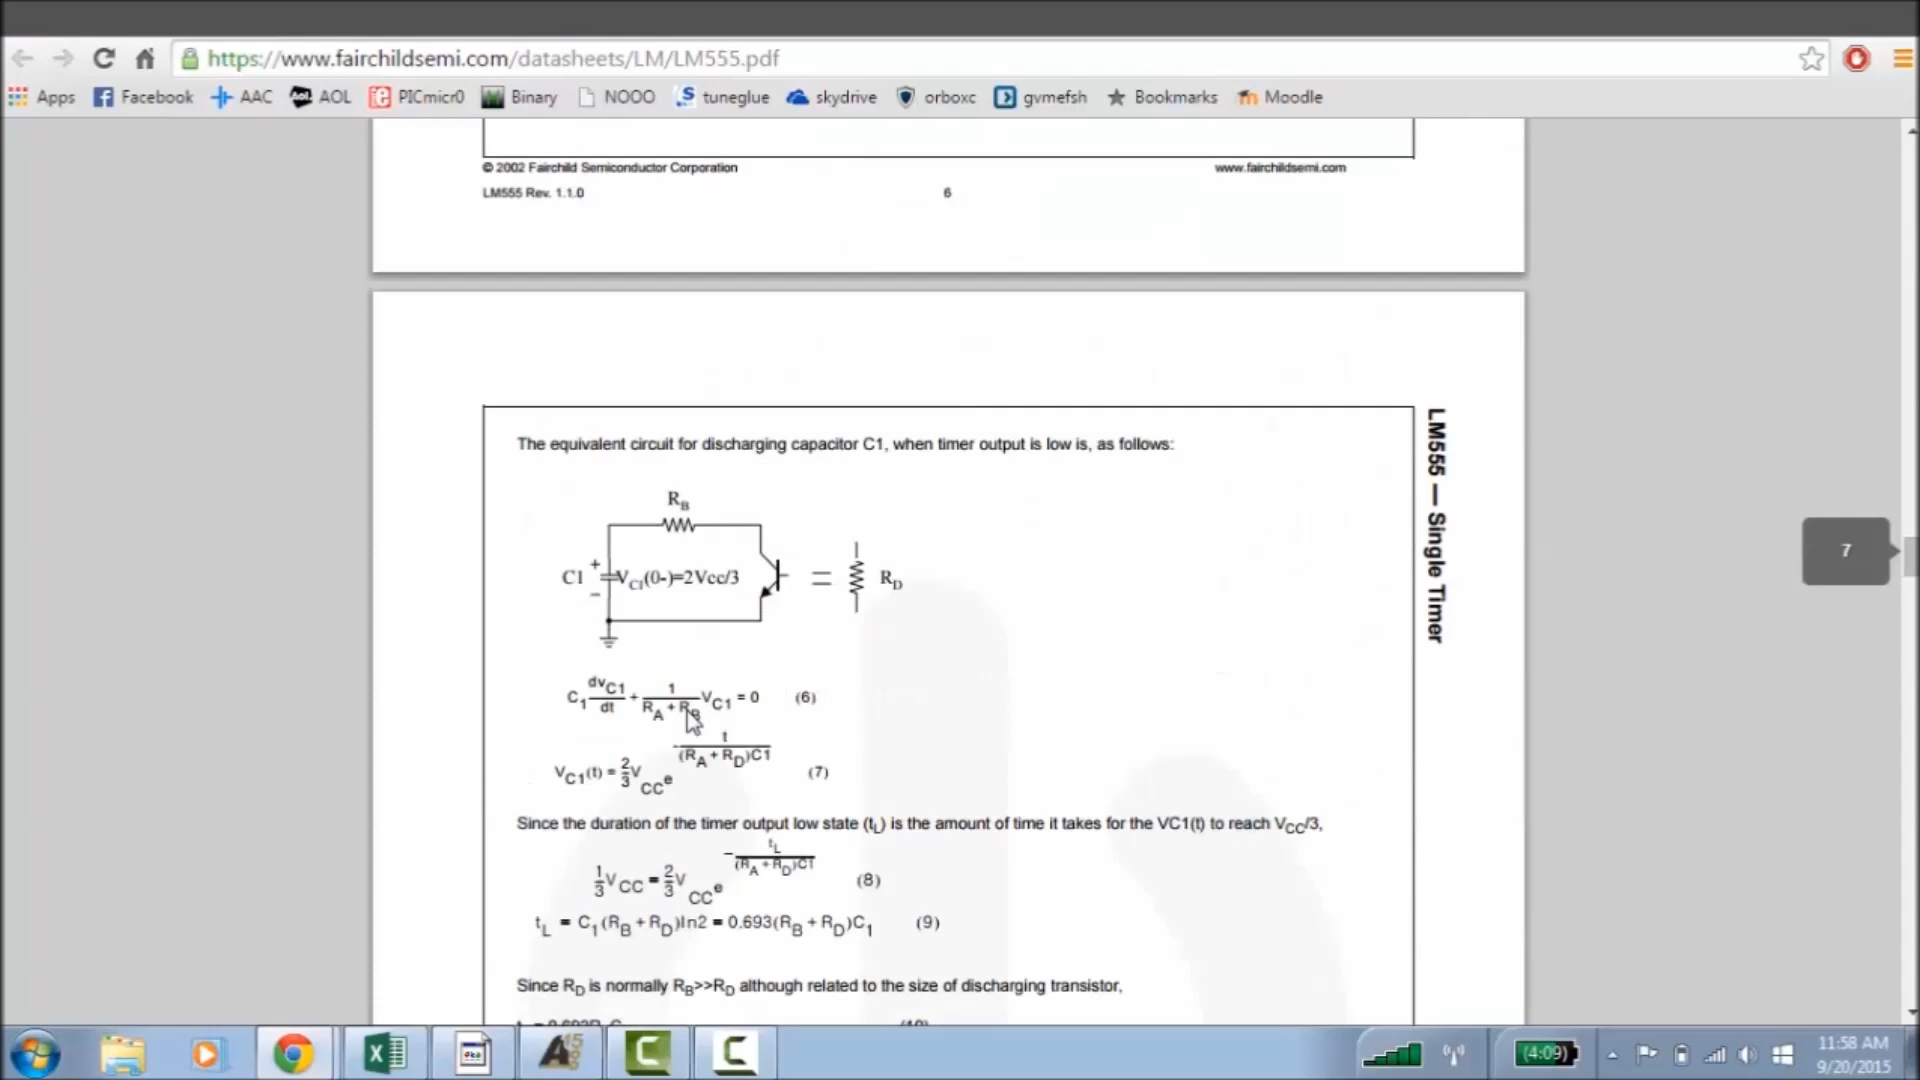 https://www.fairchildsemi.com/datasheets/LM/LM555.pdf
Apps Facebook AAC AOL PICmicr0 Binary NOOO tuneglue skydrive orboxc gvmefsh Bookmarks Moodle
© 2002 Fairchild Semiconductor Corporation www.fairchildsemi.com
LM555 Rev. 1.1.0 6
LM555 — Single Timer
The equivalent circuit for discharging capacitor C1, when timer output is low is, as follows:
R_B
C1 + − V_C1(0-)=2Vcc/3 = R_D
C_1 dv_C1/dt + 1/(R_A + R_B) V_C1 = 0 (6)
V_C1(t) = 2/3 V_CC e^(-t/((R_A + R_D)C1)) (7)
Since the duration of the timer output low state (t_L) is the amount of time it takes for the VC1(t) to reach V_CC/3,
1/3 V_CC = 2/3 V_CC e^(-t_L/((R_A + R_D)C1)) (8)
t_L = C_1(R_B + R_D)ln2 = 0.693(R_B + R_D)C_1 (9)
Since R_D is normally R_B>>R_D although related to the size of discharging transistor,
7
(4:09)
11:58 AM
9/20/2015